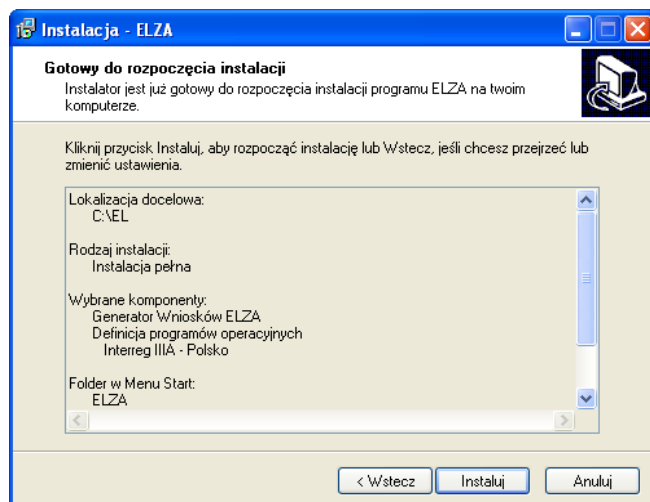 Instalacja - ELZA
Gotowy do rozpoczęcia instalacji
Instalator jest już gotowy do rozpoczęcia instalacji programu ELZA na twoim
komputerze.
Kliknij przycisk Instaluj, aby rozpocząć instalację lub Wstecz, jeśli chcesz przejrzeć lub
zmienić ustawienia.
Lokalizacja docelowa:
C:\EL
Rodzaj instalacji:
Instalacja pełna
Wybrane komponenty:
Generator Wniosków ELZA
Definicja programów operacyjnych
Interreg IIIA - Polsko
Folder w Menu Start:
ELZA
< Wstecz
Instaluj
Anuluj